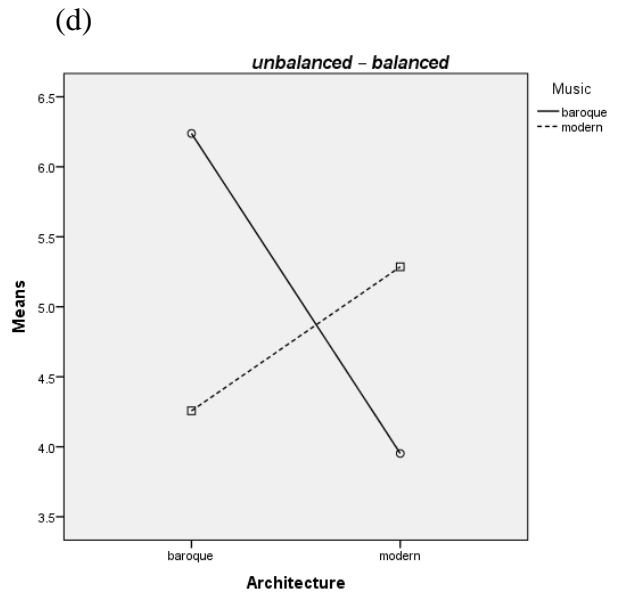 (d)
unbalanced – balanced
Music
baroque
modern
6.5
6.0
5.5
5.0
4.5
4.0
3.5
Means
baroque modern
Architecture